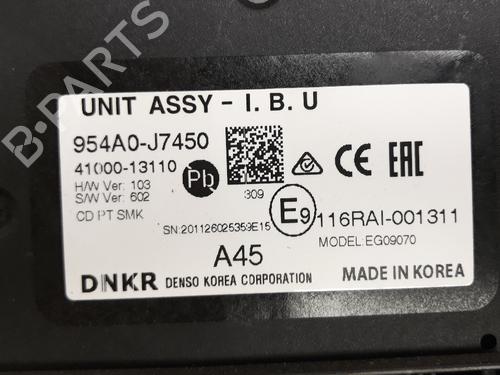 UNIT ASSY - I. B. U
954A0-J7450
41000-13110
H/W Ver: 103
S/W Ver: 602
CD PT SMK
Pb
309
CE EAC
E9
116RAI-001311
SN:201126025359E15
MODEL:EG09070
A45
DNKR DENSO KOREA CORPORATION
MADE IN KOREA
B-PARTS